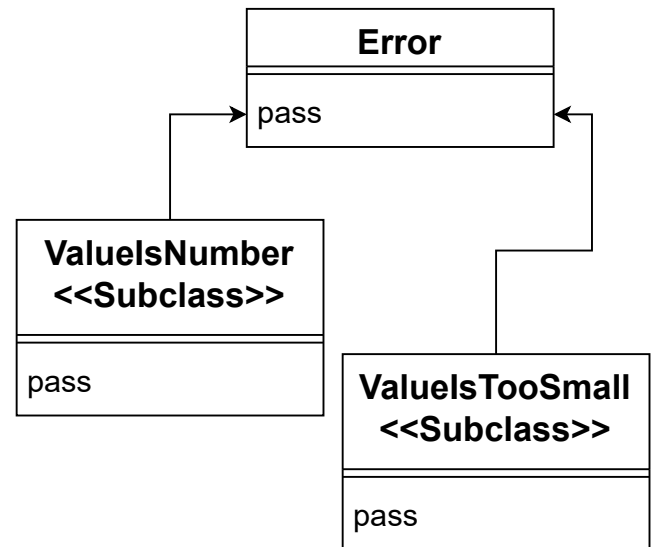 Error
pass
ValueIsNumber
<<Subclass>>
pass
ValueIsTooSmall
<<Subclass>>
pass